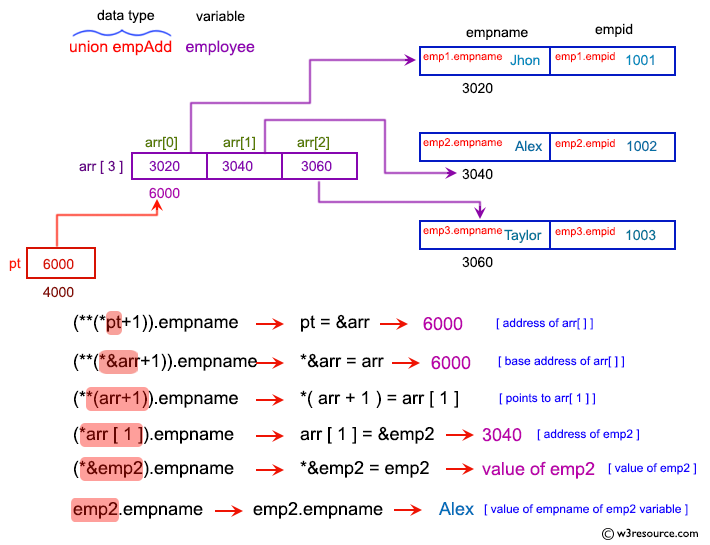 data type variable
union empAdd employee
empname empid
emp1.empname Jhon emp1.empid 1001
3020
arr[0] arr[1] arr[2]
emp2.empname Alex emp2.empid 1002
arr [ 3 ] 3020 3040 3060
3040
6000
emp3.empname Taylor emp3.empid 1003
pt 6000
3060
4000
(**(*pt+1)).empname pt = &arr 6000 [ address of arr[ ] ]
(**(*&arr+1)).empname *&arr = arr 6000 [ base address of arr[ ] ]
(**(arr+1)).empname *( arr + 1 ) = arr [ 1 ] [ points to arr[ 1 ] ]
(*arr [ 1 ]).empname arr [ 1 ] = &emp2 3040 [ address of emp2 ]
(*&emp2).empname *&emp2 = emp2 value of emp2 [ value of emp2 ]
emp2.empname emp2.empname Alex [ value of empname of emp2 variable ]
© w3resource.com